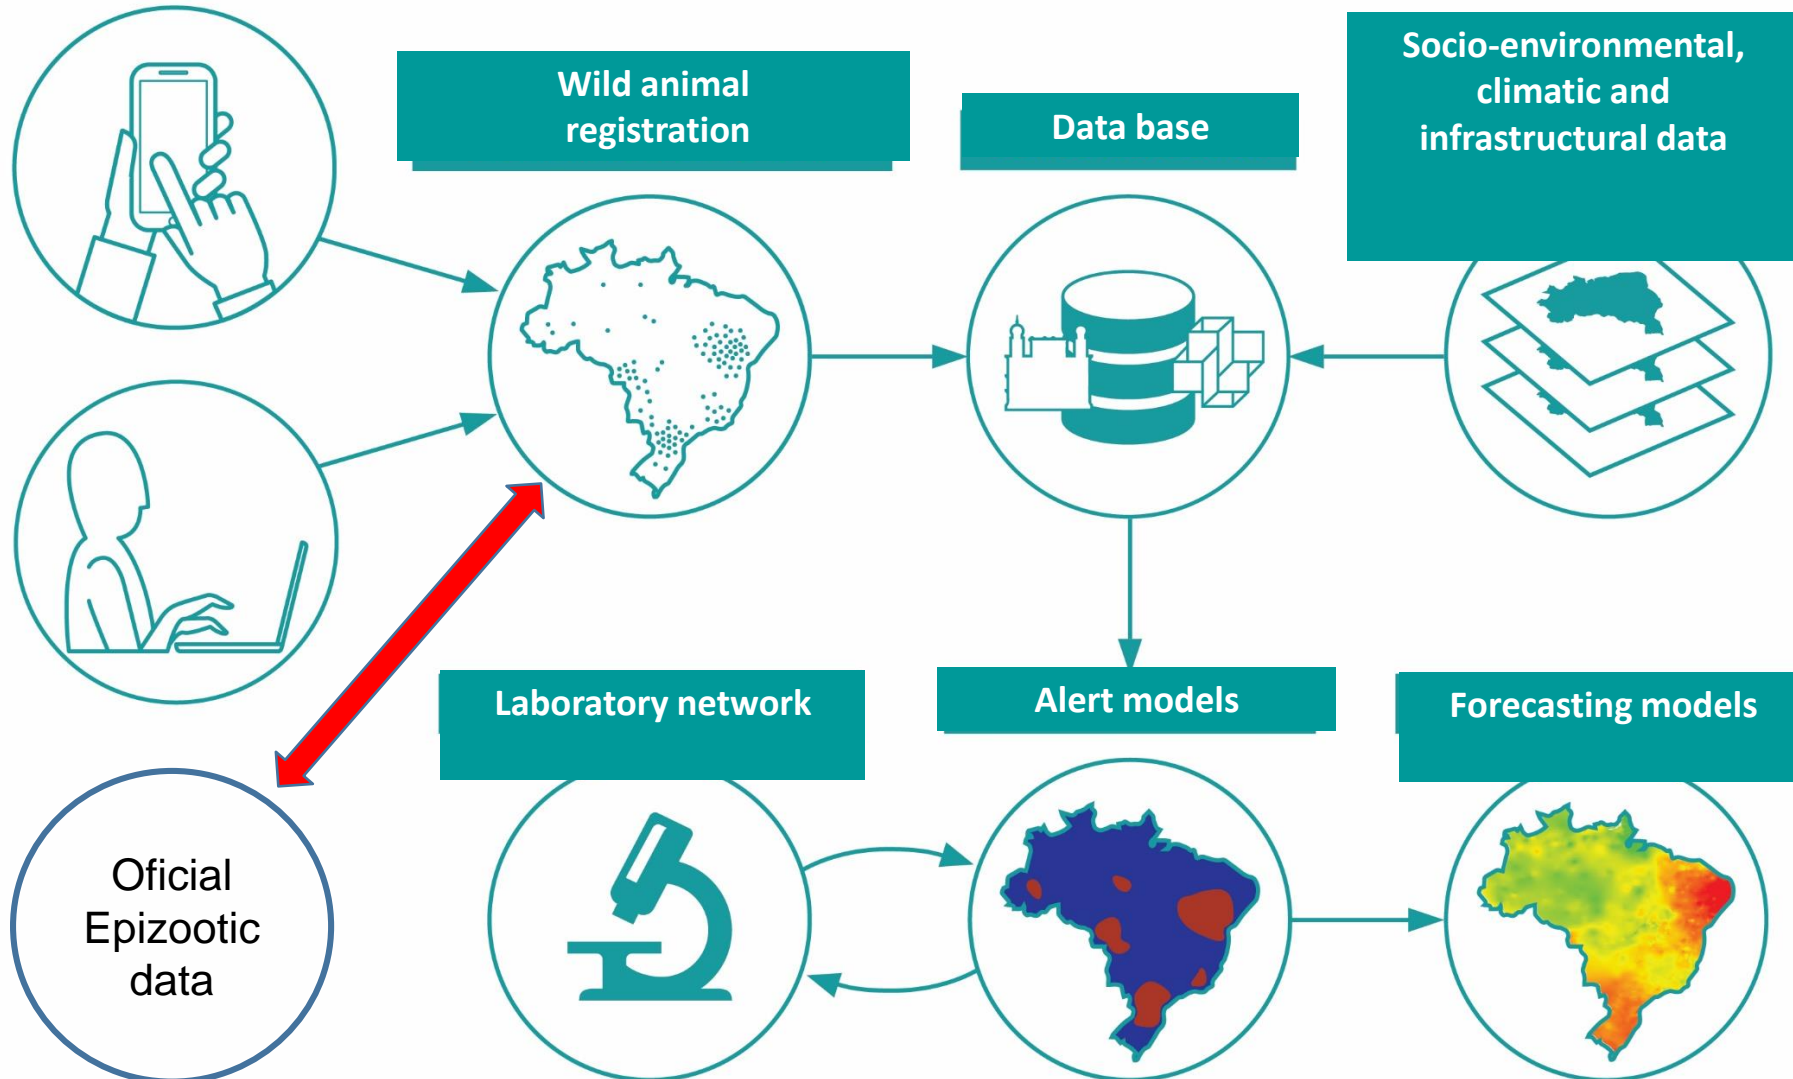 Wild animal
registration
Data base
Socio-environmental,
climatic and
infrastructural data
Laboratory network
Alert models
Forecasting models
Oficial
Epizootic
data